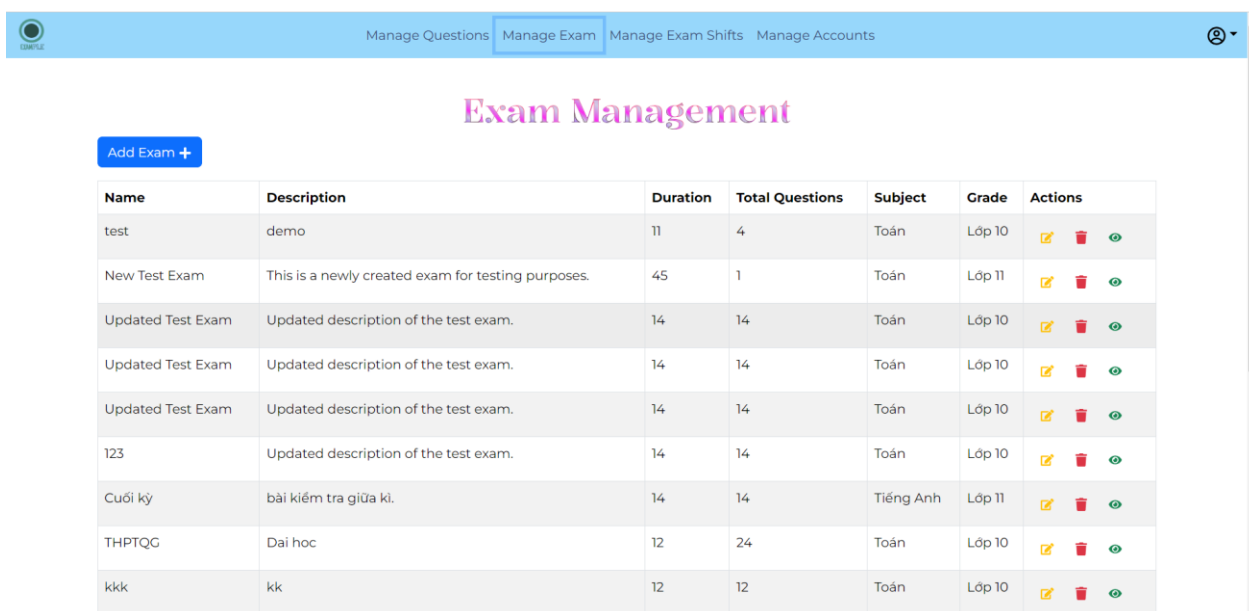 Manage Questions Manage Exam Manage Exam Shifts Manage Accounts
Exam Management
Add Exam +
Name Description Duration Total Questions Subject Grade Actions
test demo 11 4 Toán Lớp 10
New Test Exam This is a newly created exam for testing purposes. 45 1 Toán Lớp 11
Updated Test Exam Updated description of the test exam. 14 14 Toán Lớp 10
Updated Test Exam Updated description of the test exam. 14 14 Toán Lớp 10
Updated Test Exam Updated description of the test exam. 14 14 Toán Lớp 10
123 Updated description of the test exam. 14 14 Toán Lớp 10
Cuối kỳ bài kiểm tra giữa kì. 14 14 Tiếng Anh Lớp 11
THPTQG Dai hoc 12 24 Toán Lớp 10
kkk kk 12 12 Toán Lớp 10